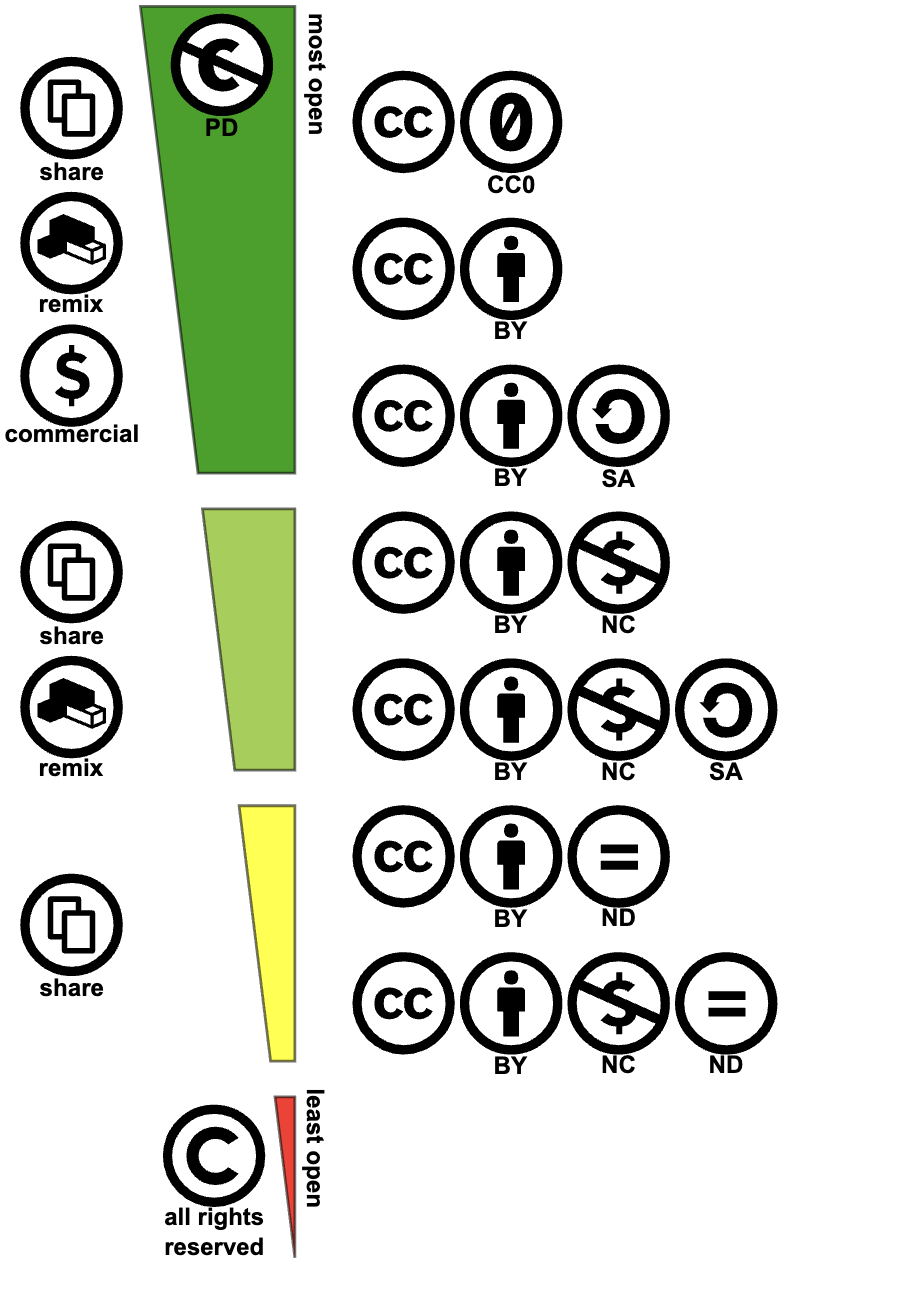 PD
most open
share
remix
commercial
CC
0
CC0
CC
BY
CC
BY
SA
share
remix
CC
$
BY
NC
CC
$
BY
NC
SA
share
CC
=
BY
ND
CC
$
=
BY
NC
ND
C
all rights
reserved
least open